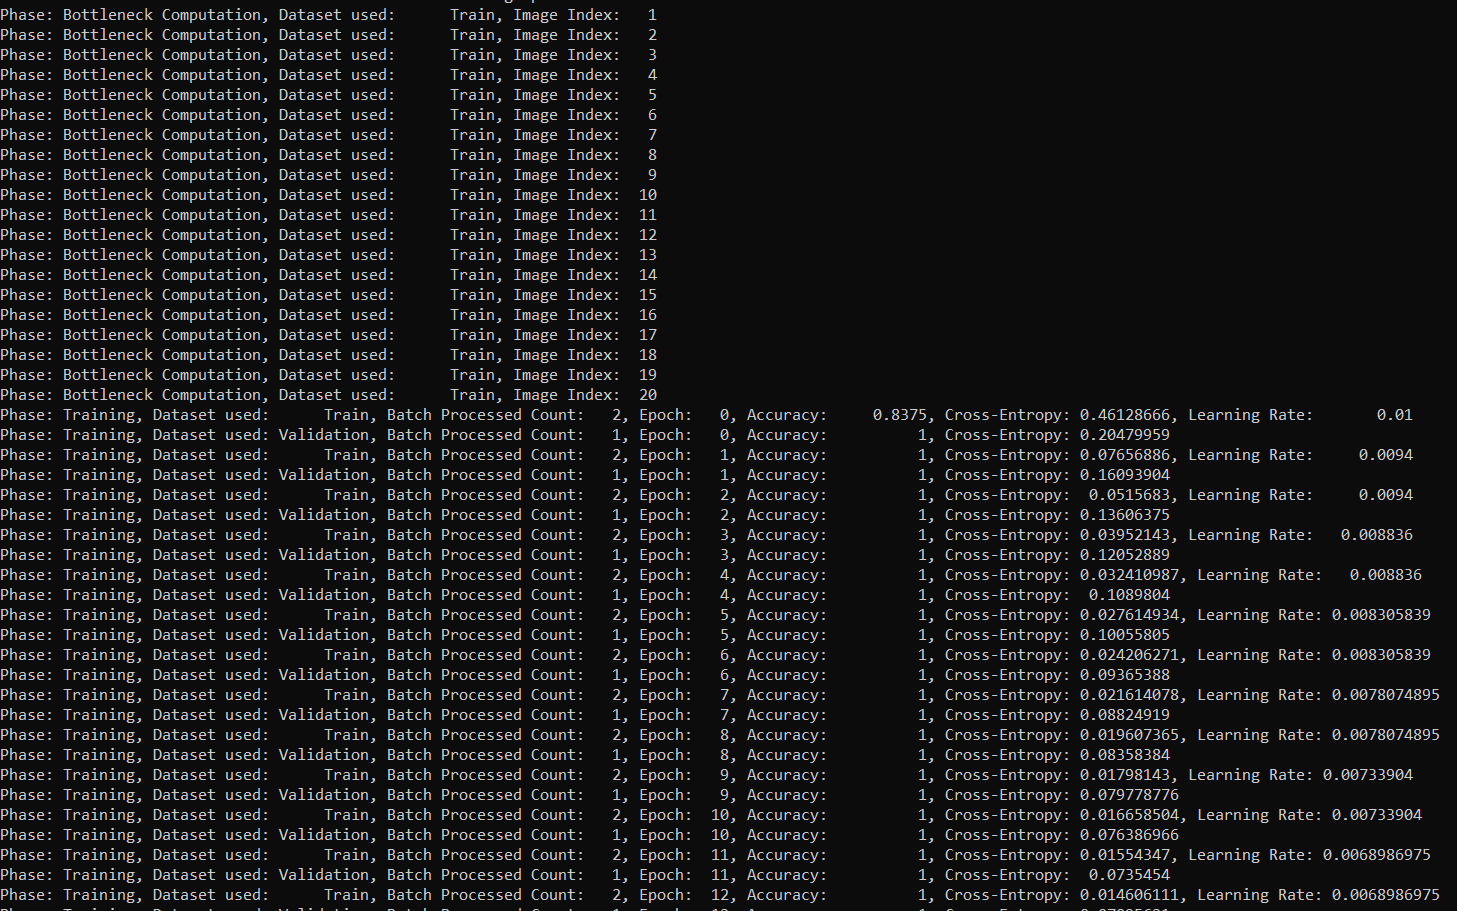 Phase: Bottleneck Computation, Dataset used:      Train, Image Index:   1
Phase: Bottleneck Computation, Dataset used:      Train, Image Index:   2
Phase: Bottleneck Computation, Dataset used:      Train, Image Index:   3
Phase: Bottleneck Computation, Dataset used:      Train, Image Index:   4
Phase: Bottleneck Computation, Dataset used:      Train, Image Index:   5
Phase: Bottleneck Computation, Dataset used:      Train, Image Index:   6
Phase: Bottleneck Computation, Dataset used:      Train, Image Index:   7
Phase: Bottleneck Computation, Dataset used:      Train, Image Index:   8
Phase: Bottleneck Computation, Dataset used:      Train, Image Index:   9
Phase: Bottleneck Computation, Dataset used:      Train, Image Index:  10
Phase: Bottleneck Computation, Dataset used:      Train, Image Index:  11
Phase: Bottleneck Computation, Dataset used:      Train, Image Index:  12
Phase: Bottleneck Computation, Dataset used:      Train, Image Index:  13
Phase: Bottleneck Computation, Dataset used:      Train, Image Index:  14
Phase: Bottleneck Computation, Dataset used:      Train, Image Index:  15
Phase: Bottleneck Computation, Dataset used:      Train, Image Index:  16
Phase: Bottleneck Computation, Dataset used:      Train, Image Index:  17
Phase: Bottleneck Computation, Dataset used:      Train, Image Index:  18
Phase: Bottleneck Computation, Dataset used:      Train, Image Index:  19
Phase: Bottleneck Computation, Dataset used:      Train, Image Index:  20
Phase: Training, Dataset used:      Train, Batch Processed Count:   2, Epoch:   0, Accuracy:     0.8375, Cross-Entropy: 0.46128666, Learning Rate:       0.01
Phase: Training, Dataset used: Validation, Batch Processed Count:   1, Epoch:   0, Accuracy:          1, Cross-Entropy: 0.20479959
Phase: Training, Dataset used:      Train, Batch Processed Count:   2, Epoch:   1, Accuracy:          1, Cross-Entropy: 0.07656886, Learning Rate:     0.0094
Phase: Training, Dataset used: Validation, Batch Processed Count:   1, Epoch:   1, Accuracy:          1, Cross-Entropy: 0.16093904
Phase: Training, Dataset used:      Train, Batch Processed Count:   2, Epoch:   2, Accuracy:          1, Cross-Entropy:  0.0515683, Learning Rate:     0.0094
Phase: Training, Dataset used: Validation, Batch Processed Count:   1, Epoch:   2, Accuracy:          1, Cross-Entropy: 0.13606375
Phase: Training, Dataset used:      Train, Batch Processed Count:   2, Epoch:   3, Accuracy:          1, Cross-Entropy: 0.03952143, Learning Rate:   0.008836
Phase: Training, Dataset used: Validation, Batch Processed Count:   1, Epoch:   3, Accuracy:          1, Cross-Entropy: 0.12052889
Phase: Training, Dataset used:      Train, Batch Processed Count:   2, Epoch:   4, Accuracy:          1, Cross-Entropy: 0.032410987, Learning Rate:   0.008836
Phase: Training, Dataset used: Validation, Batch Processed Count:   1, Epoch:   4, Accuracy:          1, Cross-Entropy:  0.1089804
Phase: Training, Dataset used:      Train, Batch Processed Count:   2, Epoch:   5, Accuracy:          1, Cross-Entropy: 0.027614934, Learning Rate: 0.008305839
Phase: Training, Dataset used: Validation, Batch Processed Count:   1, Epoch:   5, Accuracy:          1, Cross-Entropy: 0.10055805
Phase: Training, Dataset used:      Train, Batch Processed Count:   2, Epoch:   6, Accuracy:          1, Cross-Entropy: 0.024206271, Learning Rate: 0.008305839
Phase: Training, Dataset used: Validation, Batch Processed Count:   1, Epoch:   6, Accuracy:          1, Cross-Entropy: 0.09365388
Phase: Training, Dataset used:      Train, Batch Processed Count:   2, Epoch:   7, Accuracy:          1, Cross-Entropy: 0.021614078, Learning Rate: 0.0078074895
Phase: Training, Dataset used: Validation, Batch Processed Count:   1, Epoch:   7, Accuracy:          1, Cross-Entropy: 0.08824919
Phase: Training, Dataset used:      Train, Batch Processed Count:   2, Epoch:   8, Accuracy:          1, Cross-Entropy: 0.019607365, Learning Rate: 0.0078074895
Phase: Training, Dataset used: Validation, Batch Processed Count:   1, Epoch:   8, Accuracy:          1, Cross-Entropy: 0.08358384
Phase: Training, Dataset used:      Train, Batch Processed Count:   2, Epoch:   9, Accuracy:          1, Cross-Entropy: 0.01798143, Learning Rate: 0.00733904
Phase: Training, Dataset used: Validation, Batch Processed Count:   1, Epoch:   9, Accuracy:          1, Cross-Entropy: 0.079778776
Phase: Training, Dataset used:      Train, Batch Processed Count:   2, Epoch:  10, Accuracy:          1, Cross-Entropy: 0.016658504, Learning Rate: 0.00733904
Phase: Training, Dataset used: Validation, Batch Processed Count:   1, Epoch:  10, Accuracy:          1, Cross-Entropy: 0.076386966
Phase: Training, Dataset used:      Train, Batch Processed Count:   2, Epoch:  11, Accuracy:          1, Cross-Entropy: 0.01554347, Learning Rate: 0.0068986975
Phase: Training, Dataset used: Validation, Batch Processed Count:   1, Epoch:  11, Accuracy:          1, Cross-Entropy:  0.0735454
Phase: Training, Dataset used:      Train, Batch Processed Count:   2, Epoch:  12, Accuracy:          1, Cross-Entropy: 0.014606111, Learning Rate: 0.0068986975